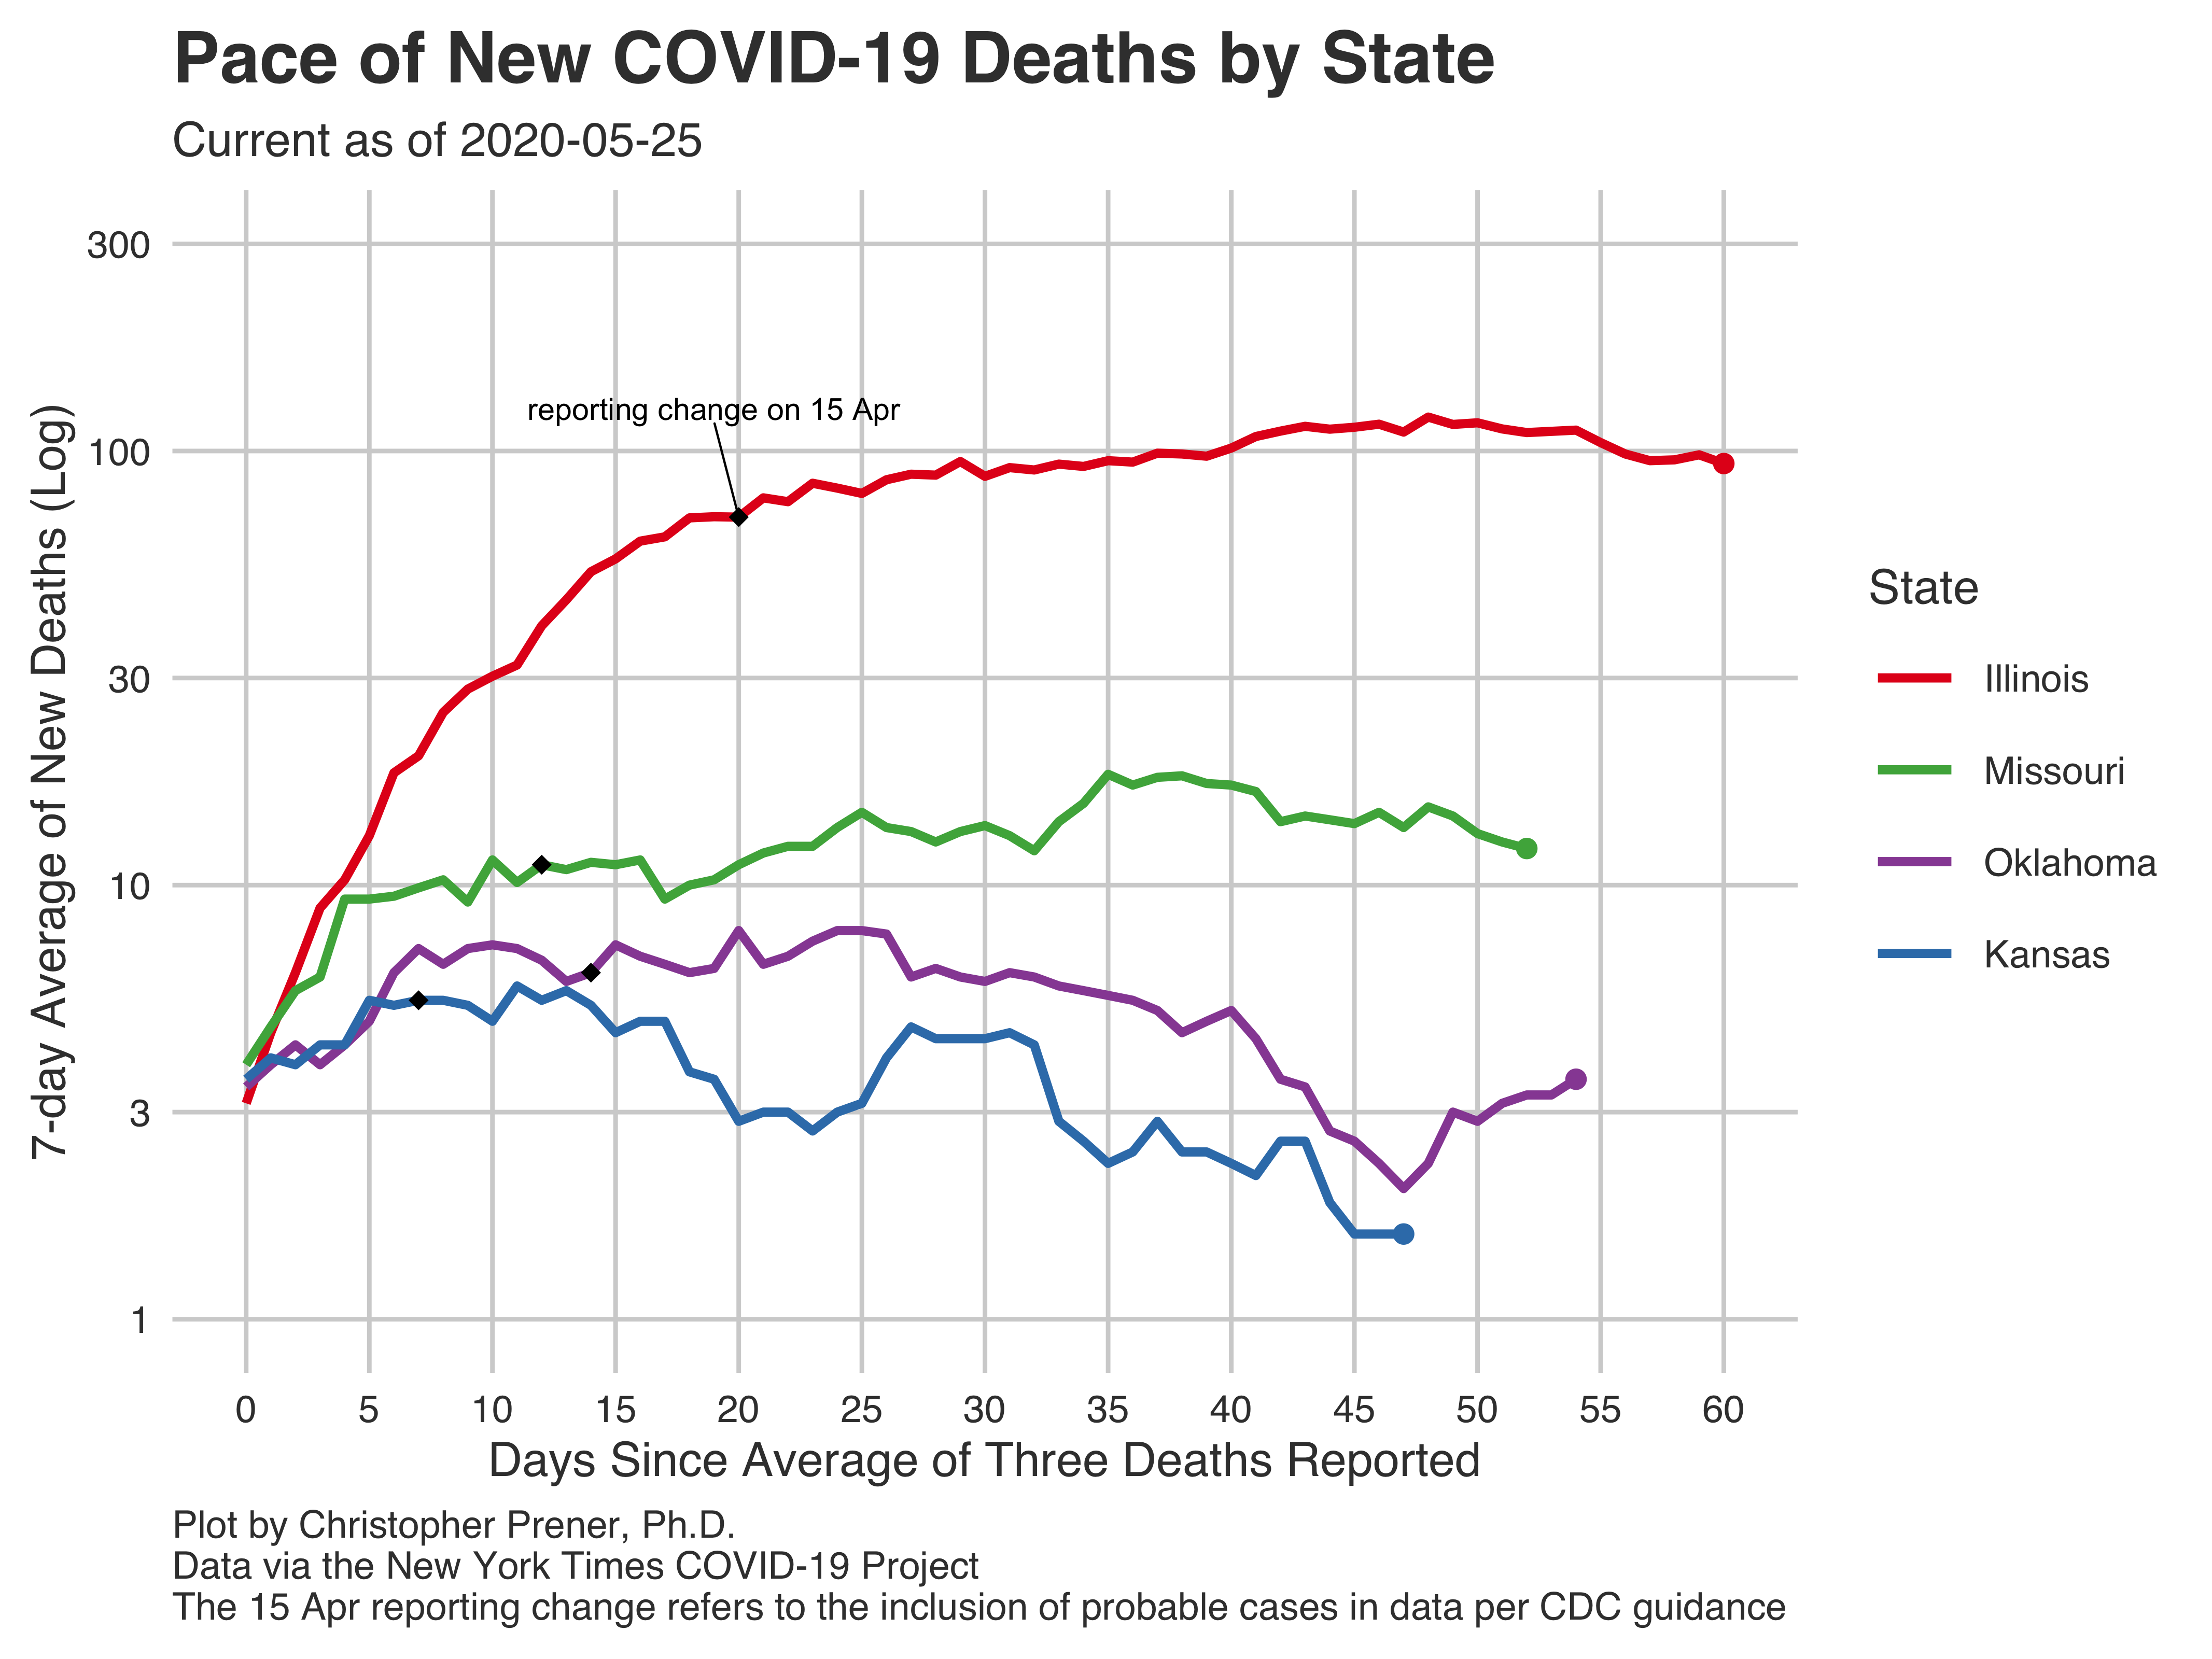 Pace of New COVID-19 Deaths by State
Current as of 2020-05-25
7-day Average of New Deaths (Log)
300
100
30
10
3
1
reporting change on 15 Apr
State
Illinois
Missouri
Oklahoma
Kansas
0 5 10 15 20 25 30 35 40 45 50 55 60
Days Since Average of Three Deaths Reported
Plot by Christopher Prener, Ph.D.
Data via the New York Times COVID-19 Project
The 15 Apr reporting change refers to the inclusion of probable cases in data per CDC guidance